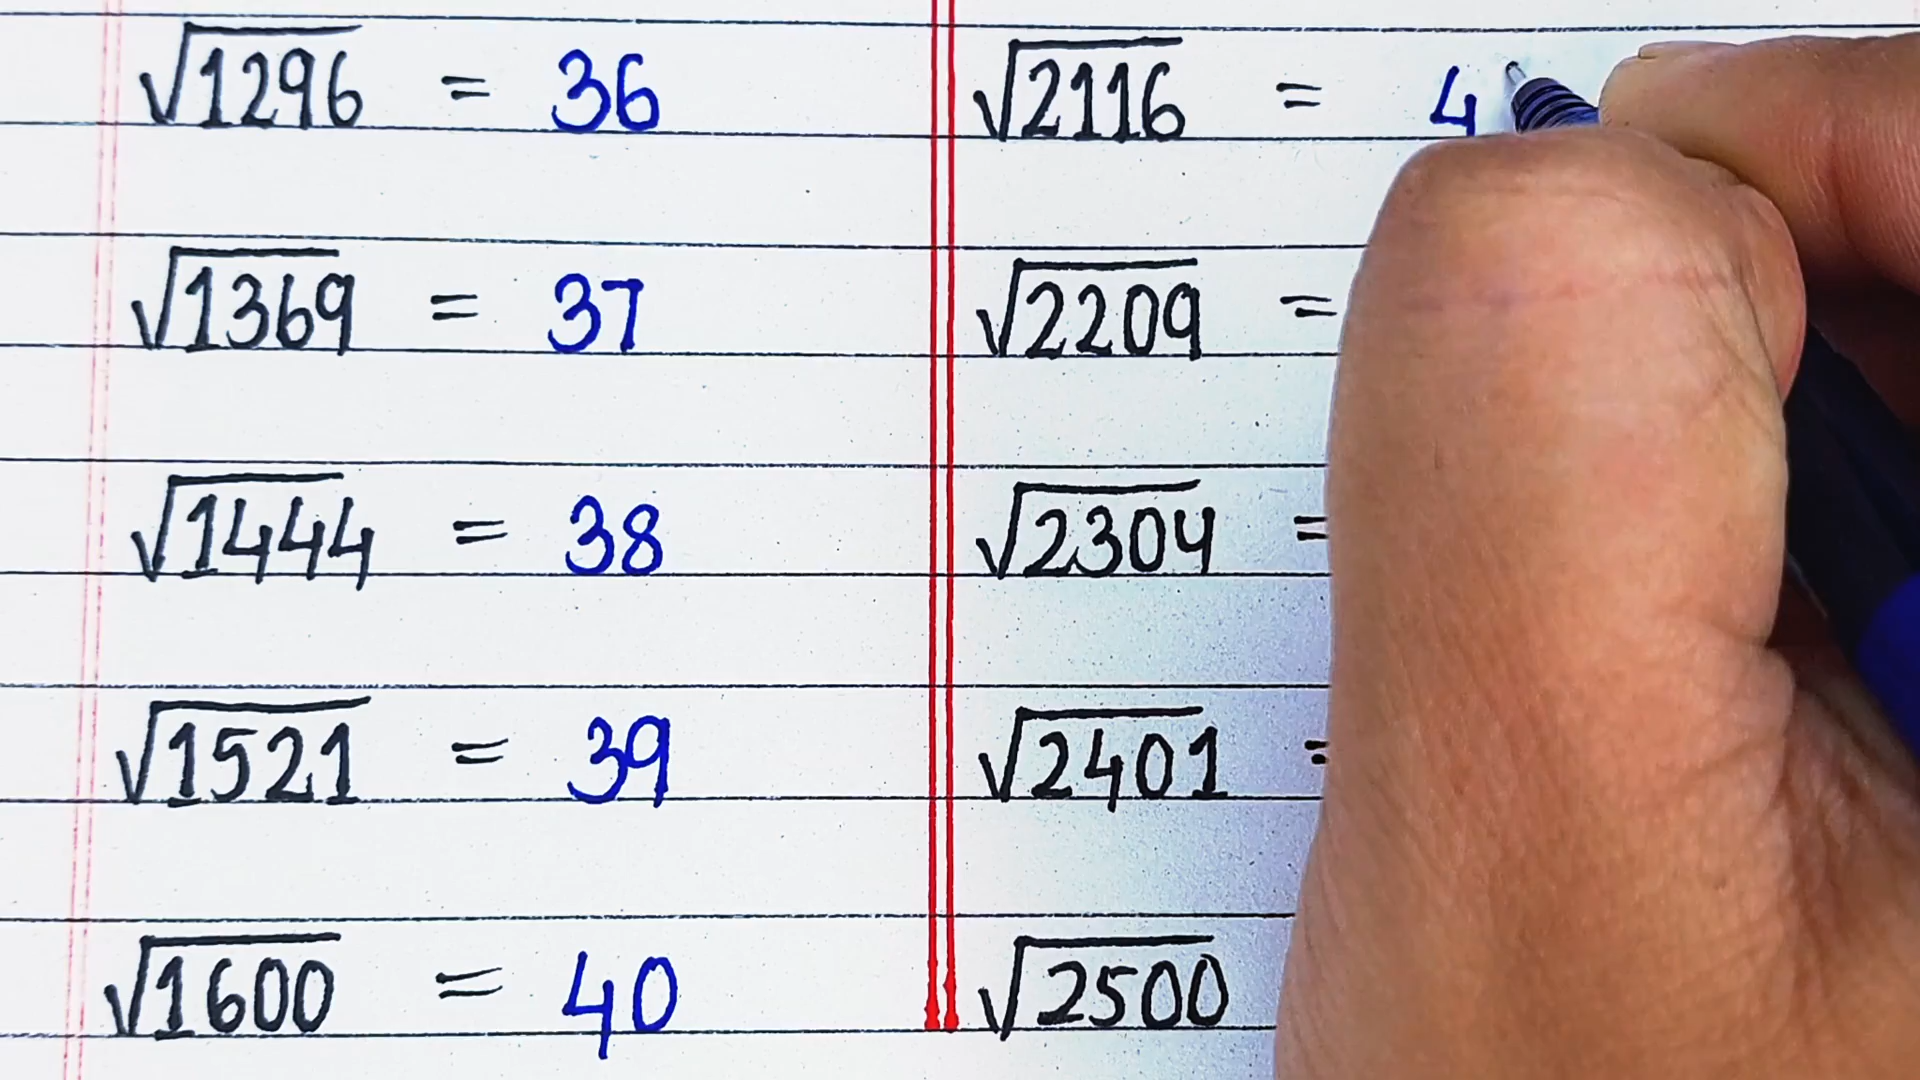 √1296 = 36
√1369 = 37
√1444 = 38
√1521 = 39
√1600 = 40
√2116 = 4
√2209 =
√2304 =
√2401 =
√2500